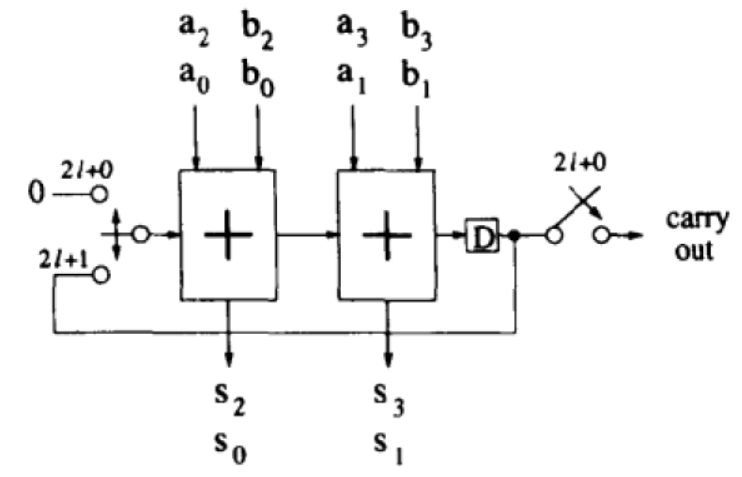 a₂ b₂ a₃ b₃
a₀ b₀ a₁ b₁
2l+0 2l+0
0
+ + D carry
out
2l+1
s₂ s₃
s₀ s₁